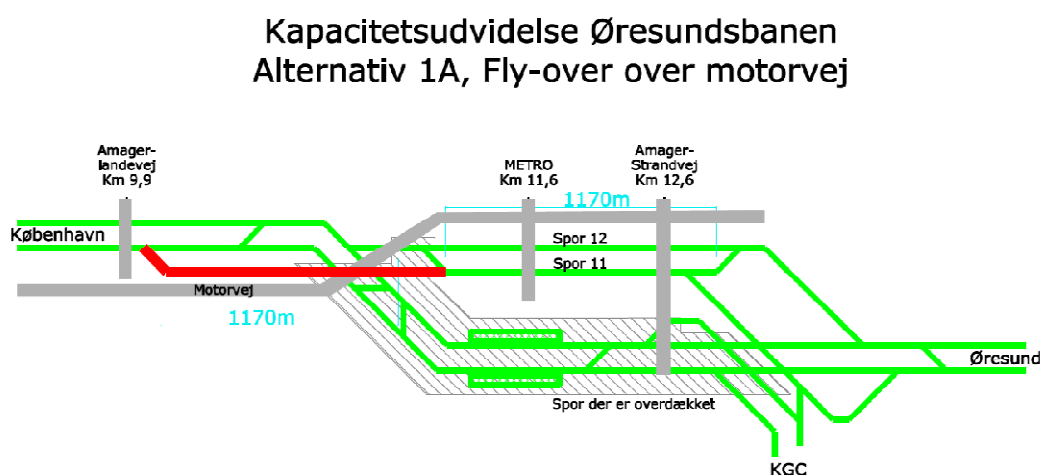 Kapacitetsudvidelse Øresundsbanen
Alternativ 1A, Fly-over over motorvej
Amager-
landevej
Km 9,9
METRO
Km 11,6
Amager-
Strandvej
Km 12,6
1170m
København
Spor 12
Spor 11
Motorvej
1170m
Øresund
Spor der er overdækket
KGC